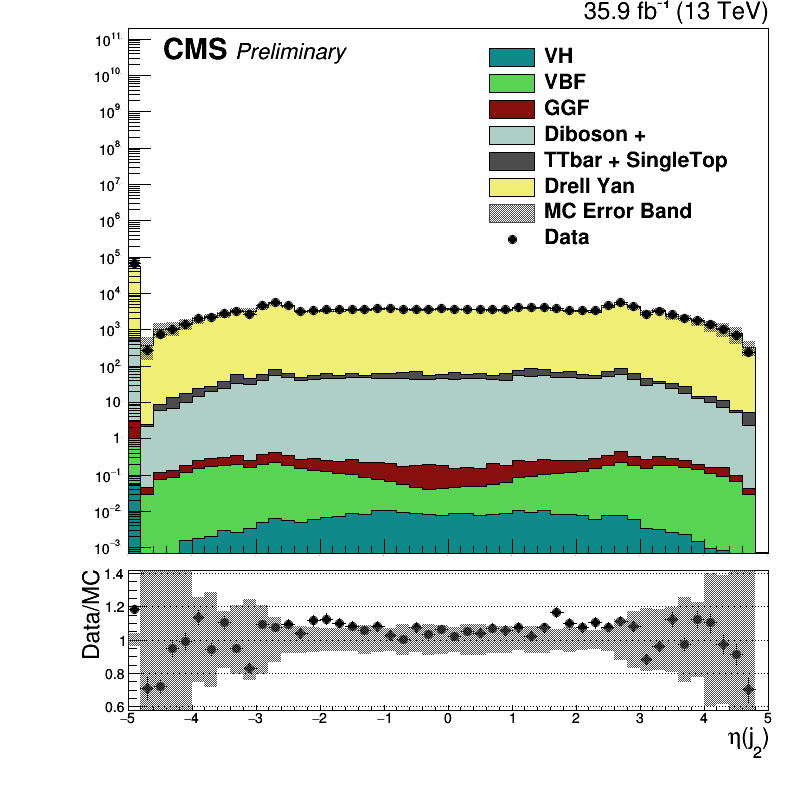 35.9 fb⁻¹ (13 TeV)
CMS Preliminary
VH
VBF
GGF
Diboson +
TTbar + SingleTop
Drell Yan
MC Error Band
Data
10¹¹
10¹⁰
10⁹
10⁸
10⁷
10⁶
10⁵
10⁴
10³
10²
10
1
10⁻¹
10⁻²
10⁻³
Data/MC
1.4
1.2
1
0.8
0.6
−5 −4 −3 −2 −1 0 1 2 3 4 5
η(j₂)